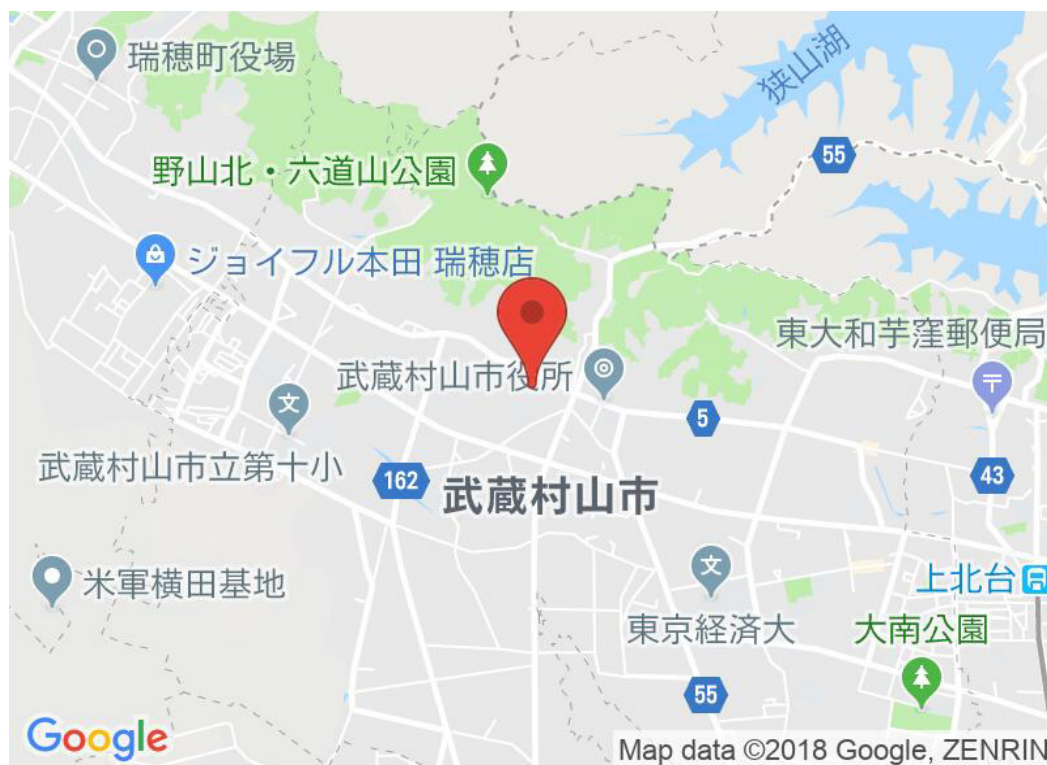 瑞穂町役場
狭山湖
55
野山北・六道山公園
ジョイフル本田 瑞穂店
東大和芋窪郵便局
武蔵村山市役所
5
武蔵村山市立第十小
162
43
武蔵村山市
米軍横田基地
上北台
東京経済大
大南公園
55
Google
Map data ©2018 Google, ZENRIN